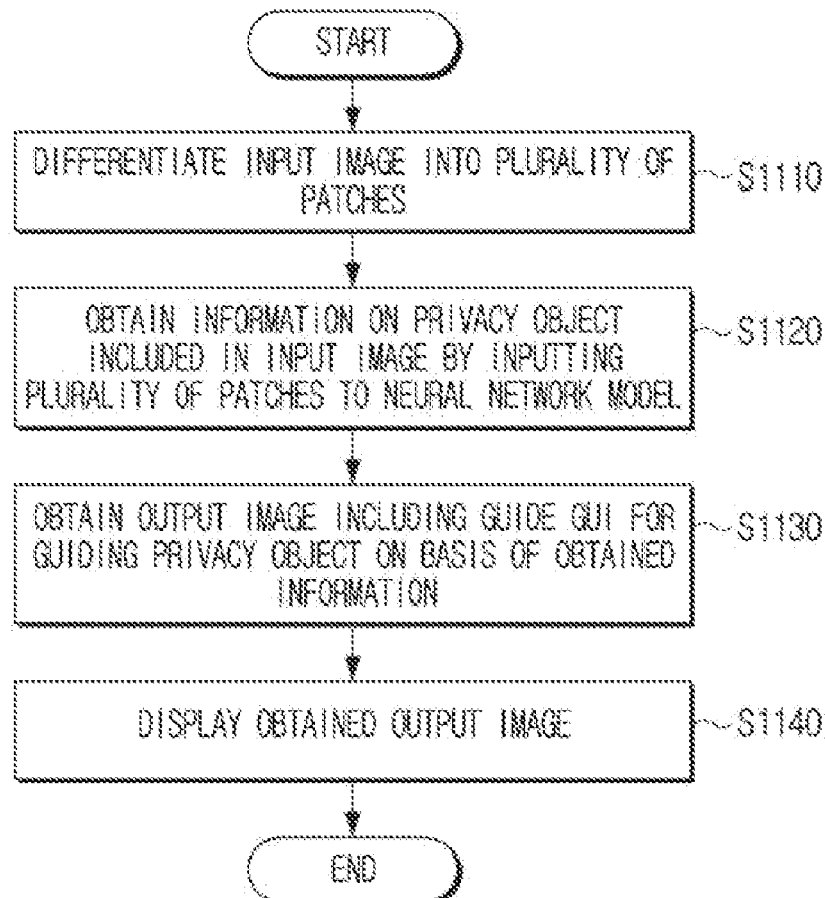 START
DIFFERENTIATE INPUT IMAGE INTO PLURALITY OF
PATCHES
S1110
OBTAIN INFORMATION ON PRIVACY OBJECT
INCLUDED IN INPUT IMAGE BY INPUTTING
PLURALITY OF PATCHES TO NEURAL NETWORK MODEL
S1120
OBTAIN OUTPUT IMAGE INCLUDING GUIDE GUI FOR
GUIDING PRIVACY OBJECT ON BASIS OF OBTAINED
INFORMATION
S1130
DISPLAY OBTAINED OUTPUT IMAGE
S1140
END